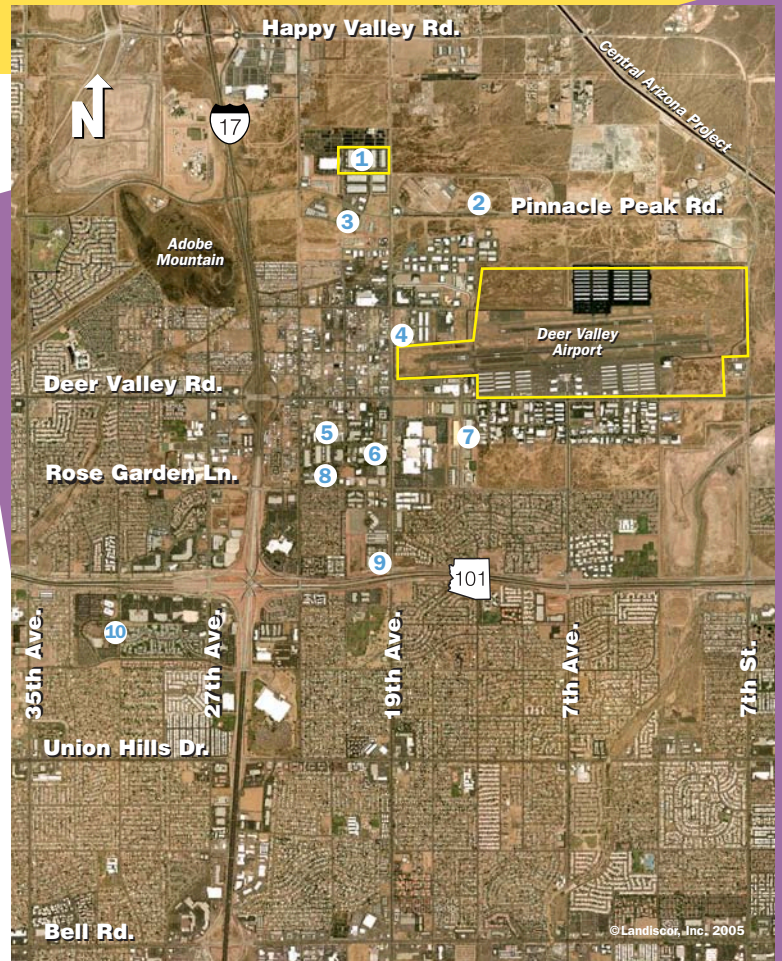 Happy Valley Rd.
Central Arizona Project
N
17
1
2
Pinnacle Peak Rd.
3
Adobe
Mountain
4
Deer Valley
Airport
Deer Valley Rd.
5
6
7
Rose Garden Ln.
8
9
101
10
35th Ave.
27th Ave.
19th Ave.
7th Ave.
7th St.
Union Hills Dr.
Bell Rd.
©Landiscor, Inc. 2005